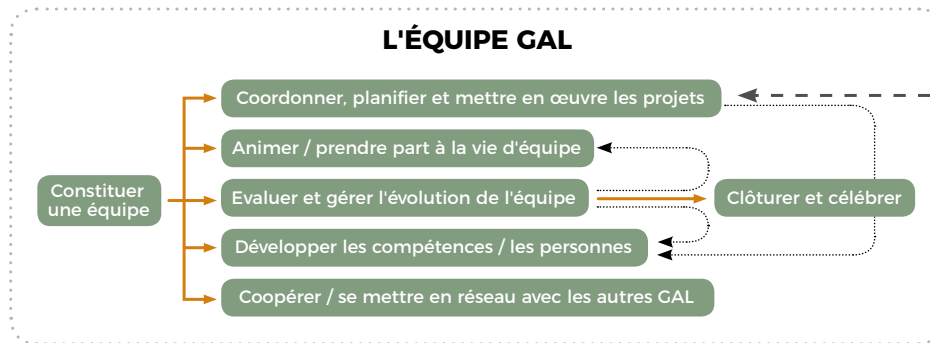 L'ÉQUIPE GAL
Coordonner, planifier et mettre en œuvre les projets
Animer / prendre part à la vie d'équipe
Constituer
une équipe
Evaluer et gérer l'évolution de l'équipe
Clôturer et célébrer
Développer les compétences / les personnes
Coopérer / se mettre en réseau avec les autres GAL